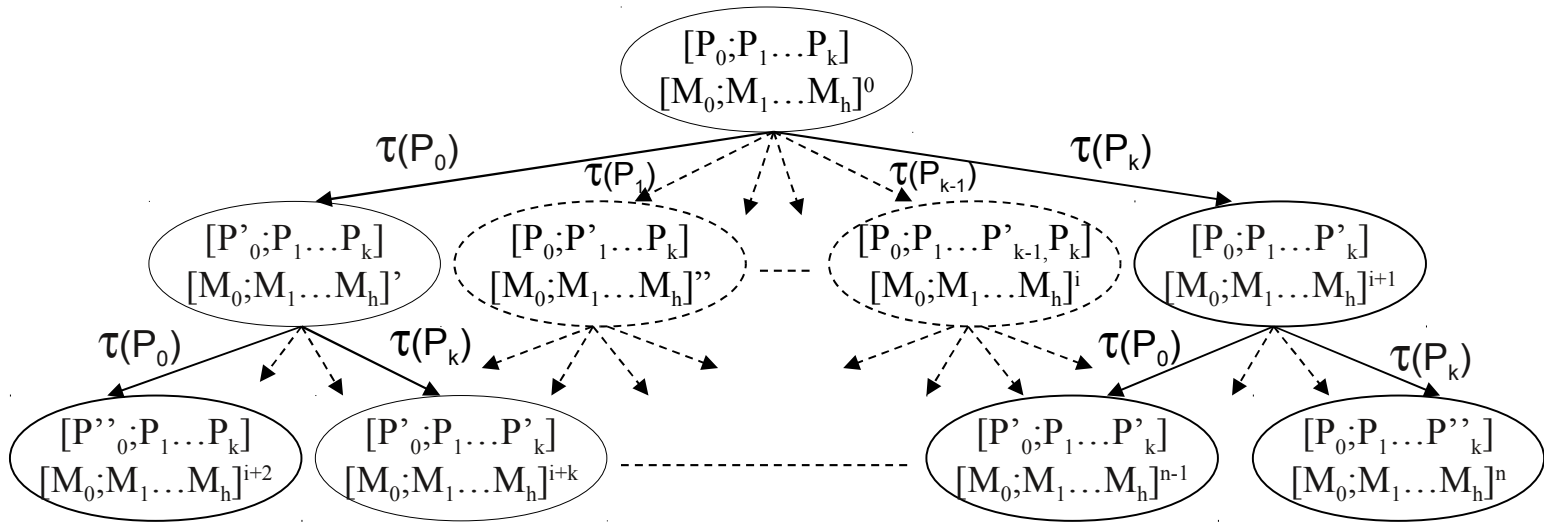 [P₀;P₁…Pₖ]
[M₀;M₁…Mₕ]⁰
τ(P₀)
τ(P₁)
τ(Pₖ₋₁)
τ(Pₖ)
[P’₀;P₁…Pₖ]
[M₀;M₁…Mₕ]’
[P₀;P’₁…Pₖ]
[M₀;M₁…Mₕ]”
[P₀;P₁…P’ₖ₋₁,Pₖ]
[M₀;M₁…Mₕ]ⁱ
[P₀;P₁…P’ₖ]
[M₀;M₁…Mₕ]ⁱ⁺¹
τ(P₀)
τ(Pₖ)
τ(P₀)
τ(Pₖ)
[P’’₀;P₁…Pₖ]
[M₀;M₁…Mₕ]ⁱ⁺²
[P’₀;P₁…P’ₖ]
[M₀;M₁…Mₕ]ⁱ⁺ᵏ
[P’₀;P₁…P’ₖ]
[M₀;M₁…Mₕ]ⁿ⁻¹
[P₀;P₁…P’’ₖ]
[M₀;M₁…Mₕ]ⁿ